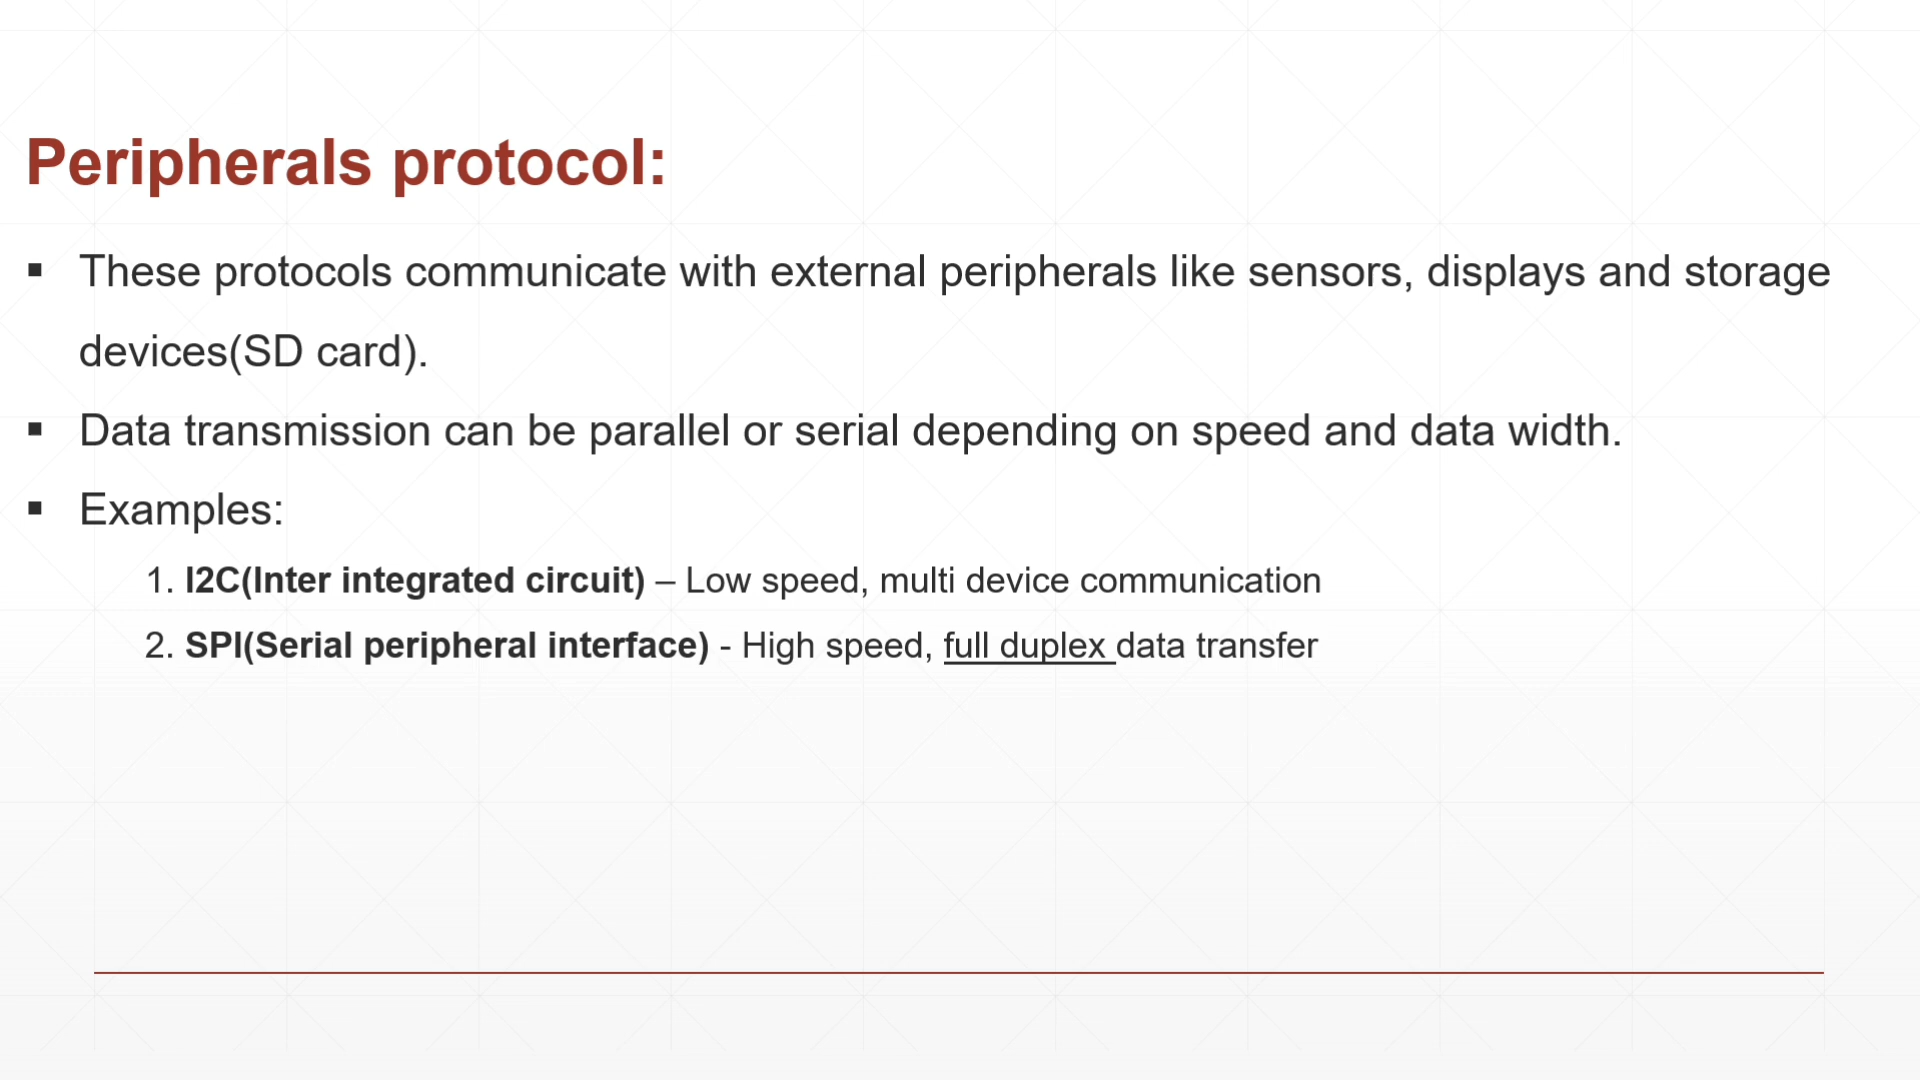 Peripherals protocol:
▪ These protocols communicate with external peripherals like sensors, displays and storage
devices(SD card).
▪ Data transmission can be parallel or serial depending on speed and data width.
▪ Examples:
1. I2C(Inter integrated circuit) – Low speed, multi device communication
2. SPI(Serial peripheral interface) - High speed, full duplex data transfer